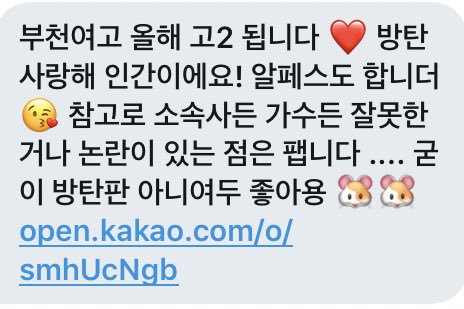 부천여고 올해 고2 됩니다 ❤️ 방탄
사랑해 인간이에요! 알페스도 합니더
😘 참고로 소속사든 가수든 잘못한
거나 논란이 있는 점은 팹니다 .... 굳
이 방탄판 아니여두 좋아용 🐹🐹
open.kakao.com/o/
smhUcNgb